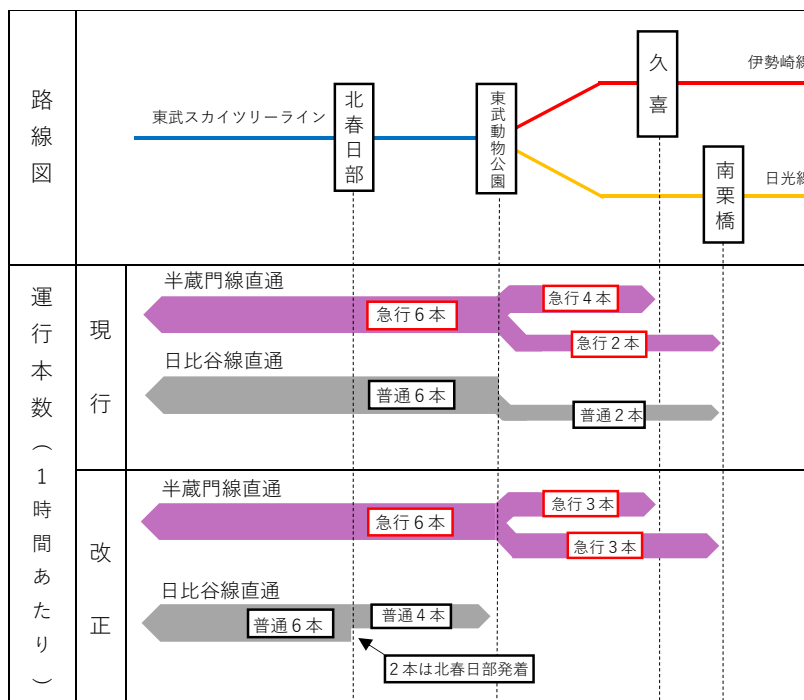 路線図
東武スカイツリーライン
北春日部
東武動物公園
久喜
伊勢崎線
南栗橋
日光線
運行本数(1時間あたり)
現行
半蔵門線直通
急行6本
急行4本
急行2本
日比谷線直通
普通6本
普通2本
改正
半蔵門線直通
急行6本
急行3本
急行3本
日比谷線直通
普通6本
普通4本
2本は北春日部発着